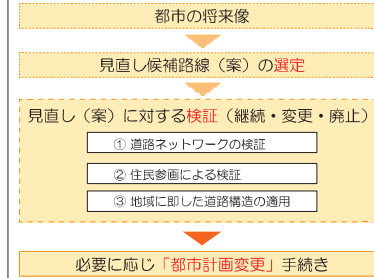 都市の将来像
見直し候補路線（案）の選定
見直し（案）に対する検証（継続・変更・廃止）
① 道路ネットワークの検証
② 住民参画による検証
③ 地域に即した道路構造の適用
必要に応じ「都市計画変更」手続き